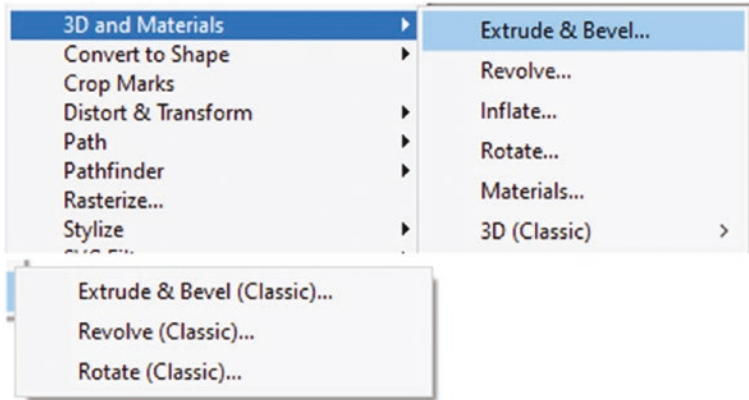 3D and Materials
Convert to Shape
Crop Marks
Distort & Transform
Path
Pathfinder
Rasterize...
Stylize
Extrude & Bevel...
Revolve...
Inflate...
Rotate...
Materials...
3D (Classic)
Extrude & Bevel (Classic)...
Revolve (Classic)...
Rotate (Classic)...